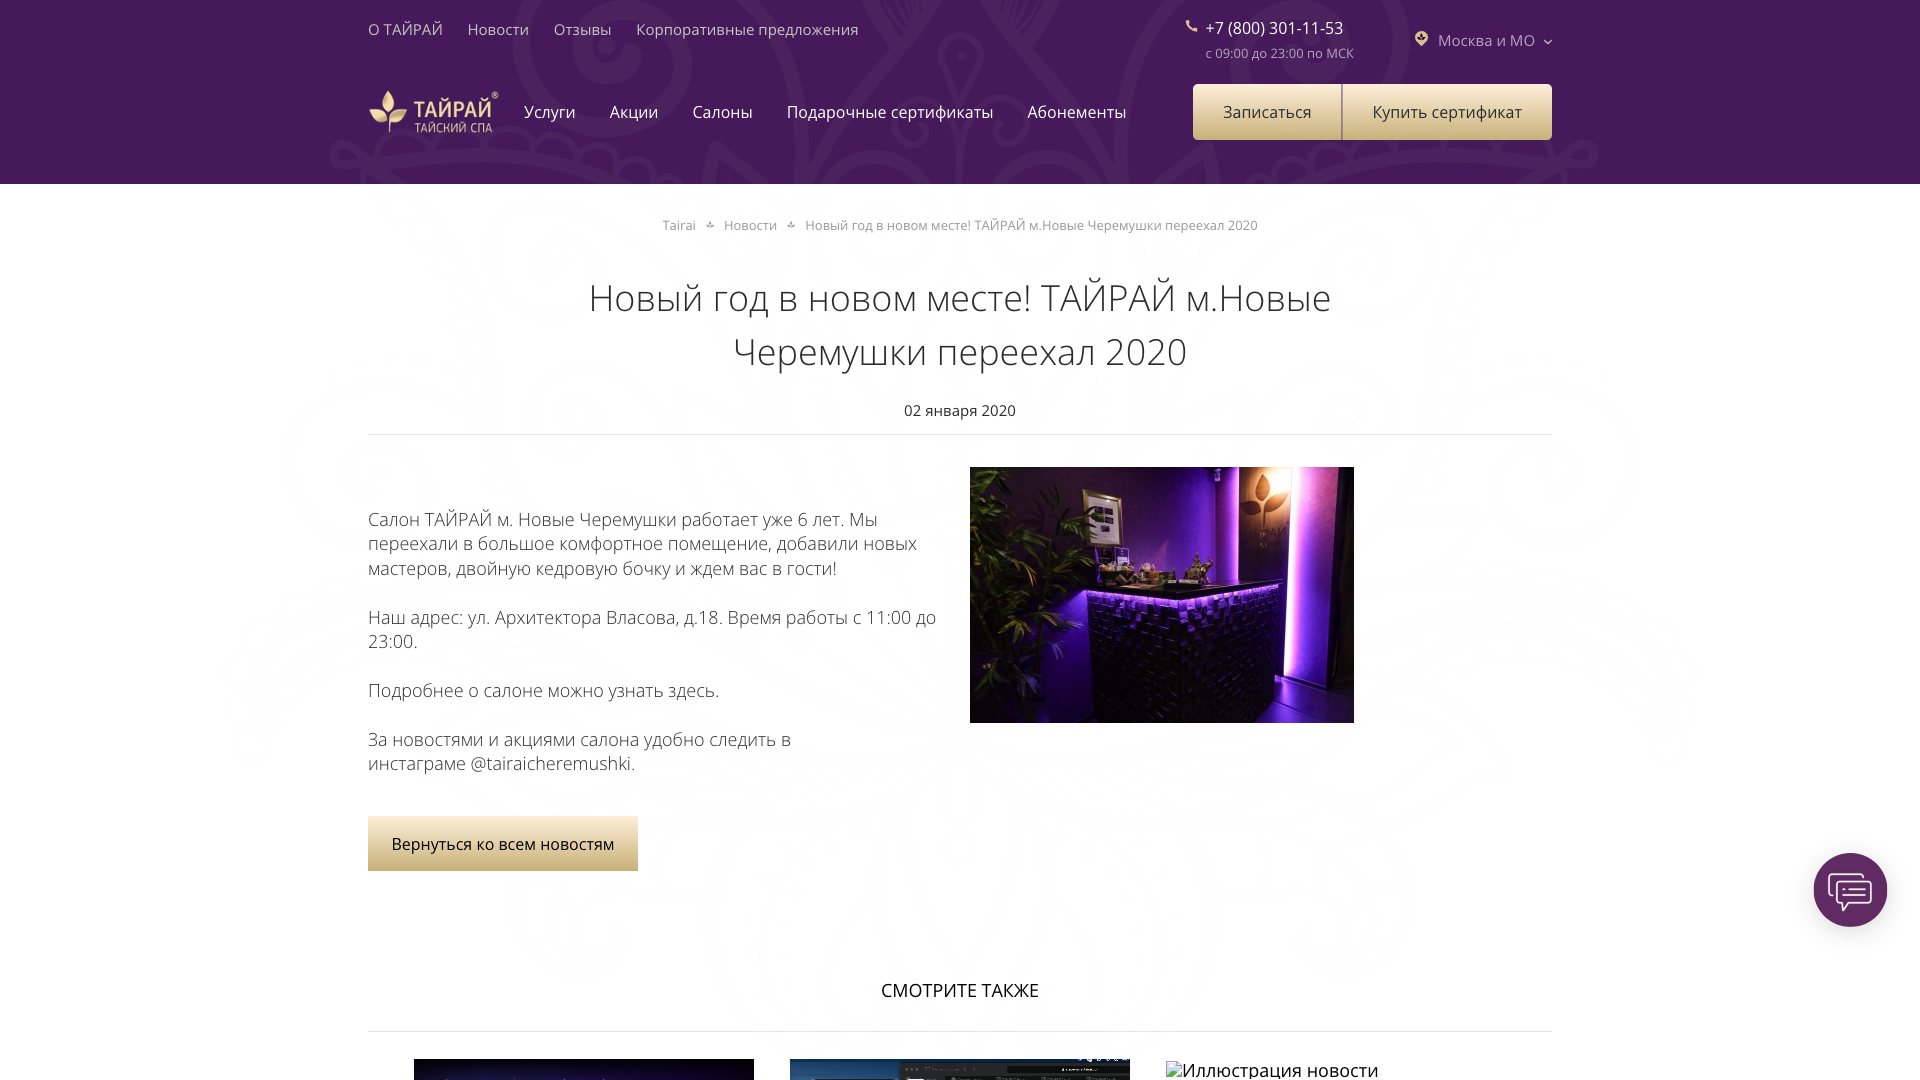 О ТАЙРАЙ Новости Отзывы Корпоративные предложения
+7 (800) 301-11-53
с 09:00 до 23:00 по МСК
Москва и МО
ТАЙРАЙ®
ТАЙСКИЙ СПА
Услуги Акции Салоны Подарочные сертификаты Абонементы
Записаться Купить сертификат
Tairai Новости Новый год в новом месте! ТАЙРАЙ м.Новые Черемушки переехал 2020
Новый год в новом месте! ТАЙРАЙ м.Новые
Черемушки переехал 2020
02 января 2020
Салон ТАЙРАЙ м. Новые Черемушки работает уже 6 лет. Мы
переехали в большое комфортное помещение, добавили новых
мастеров, двойную кедровую бочку и ждем вас в гости!
Наш адрес: ул. Архитектора Власова, д.18. Время работы с 11:00 до
23:00.
Подробнее о салоне можно узнать здесь.
За новостями и акциями салона удобно следить в
инстаграме @tairaicheremushki.
Вернуться ко всем новостям
СМОТРИТЕ ТАКЖЕ
Иллюстрация новости